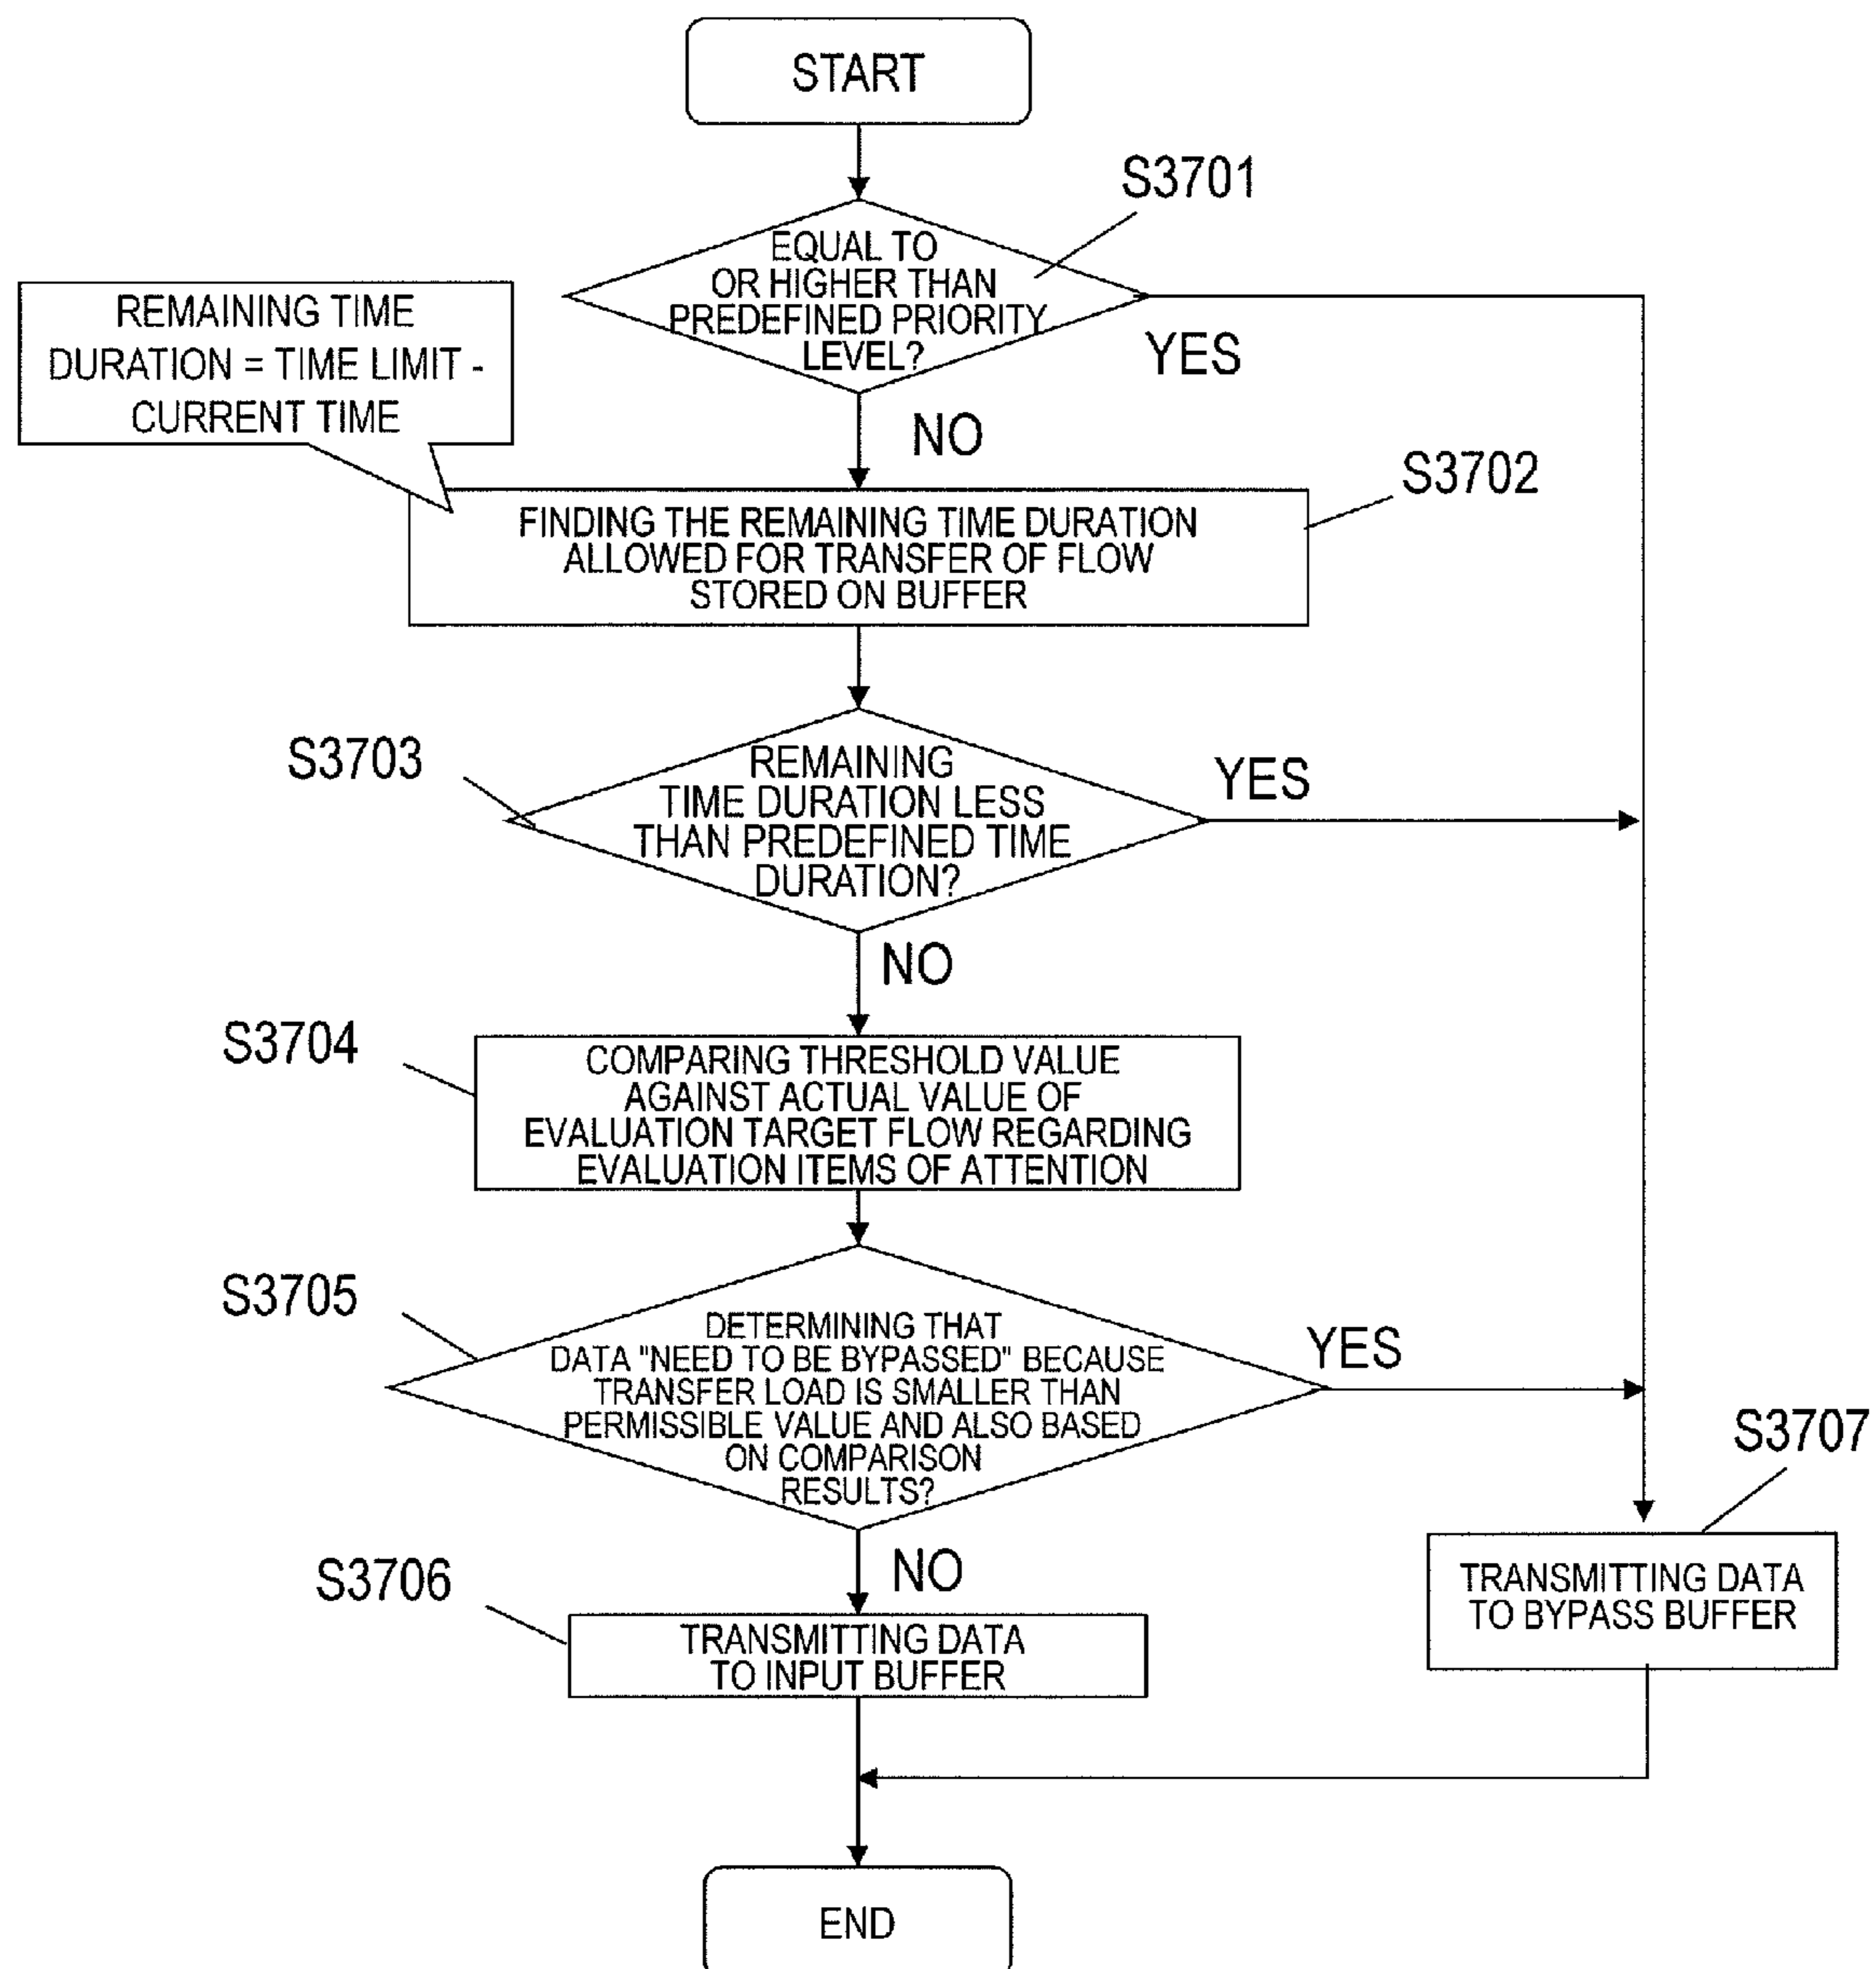 START
S3701
EQUAL TO
OR HIGHER THAN
PREDEFINED PRIORITY
LEVEL?
YES
REMAINING TIME
DURATION = TIME LIMIT -
CURRENT TIME
NO
S3702
FINDING THE REMAINING TIME DURATION
ALLOWED FOR TRANSFER OF FLOW
STORED ON BUFFER
S3703
REMAINING
TIME DURATION LESS
THAN PREDEFINED TIME
DURATION?
YES
NO
S3704
COMPARING THRESHOLD VALUE
AGAINST ACTUAL VALUE OF
EVALUATION TARGET FLOW REGARDING
EVALUATION ITEMS OF ATTENTION
S3705
DETERMINING THAT
DATA "NEED TO BE BYPASSED" BECAUSE
TRANSFER LOAD IS SMALLER THAN
PERMISSIBLE VALUE AND ALSO BASED
ON COMPARISON
RESULTS?
YES
NO
S3706
TRANSMITTING DATA
TO INPUT BUFFER
S3707
TRANSMITTING DATA
TO BYPASS BUFFER
END